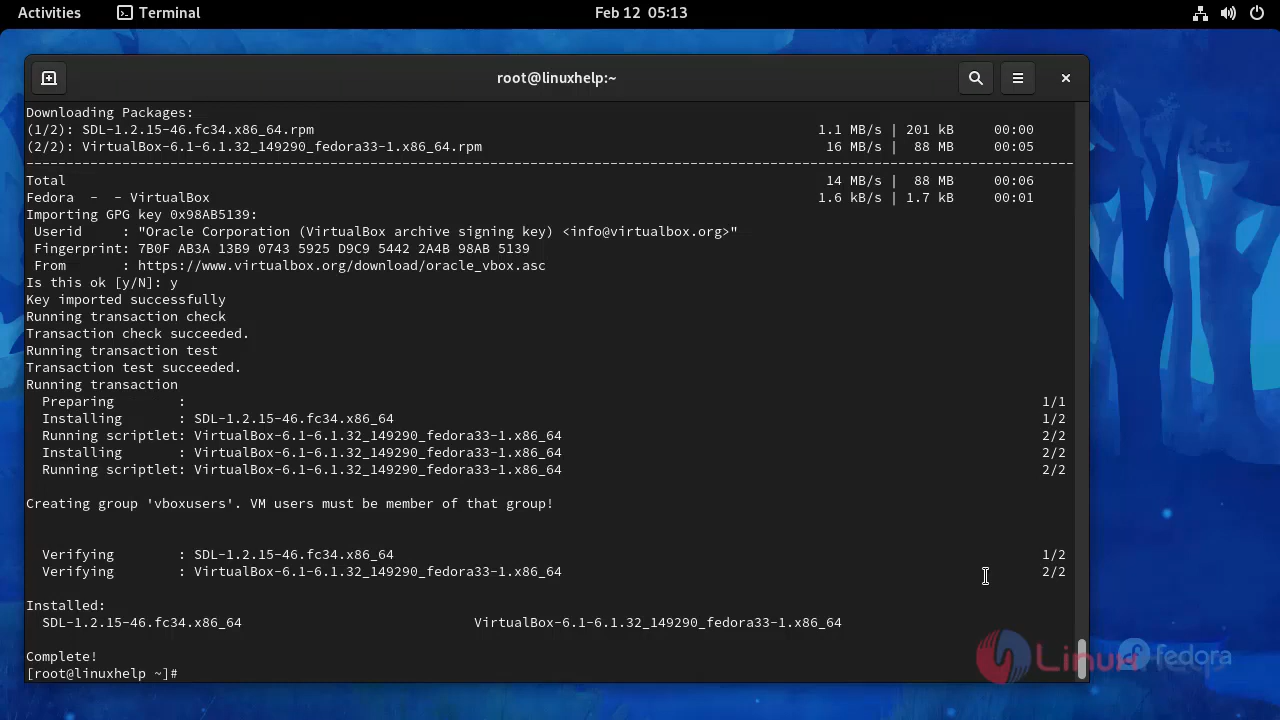 Activities Terminal Feb 12 05:13
root@linuxhelp:~
Downloading Packages:
(1/2): SDL-1.2.15-46.fc34.x86_64.rpm 1.1 MB/s | 201 kB 00:00
(2/2): VirtualBox-6.1-6.1.32_149290_fedora33-1.x86_64.rpm 16 MB/s | 88 MB 00:05
--------------------------------------------------------------------------------
Total 14 MB/s | 88 MB 00:06
Fedora - - VirtualBox 1.6 kB/s | 1.7 kB 00:01
Importing GPG key 0x98AB5139:
Userid : "Oracle Corporation (VirtualBox archive signing key) <info@virtualbox.org>"
Fingerprint: 7B0F AB3A 13B9 0743 5925 D9C9 5442 2A4B 98AB 5139
From : https://www.virtualbox.org/download/oracle_vbox.asc
Is this ok [y/N]: y
Key imported successfully
Running transaction check
Transaction check succeeded.
Running transaction test
Transaction test succeeded.
Running transaction
Preparing : 1/1
Installing : SDL-1.2.15-46.fc34.x86_64 1/2
Running scriptlet: VirtualBox-6.1-6.1.32_149290_fedora33-1.x86_64 2/2
Installing : VirtualBox-6.1-6.1.32_149290_fedora33-1.x86_64 2/2
Running scriptlet: VirtualBox-6.1-6.1.32_149290_fedora33-1.x86_64 2/2
Creating group 'vboxusers'. VM users must be member of that group!
Verifying : SDL-1.2.15-46.fc34.x86_64 1/2
Verifying : VirtualBox-6.1-6.1.32_149290_fedora33-1.x86_64 2/2
Installed:
SDL-1.2.15-46.fc34.x86_64 VirtualBox-6.1-6.1.32_149290_fedora33-1.x86_64
Complete!
[root@linuxhelp ~]#
fedora